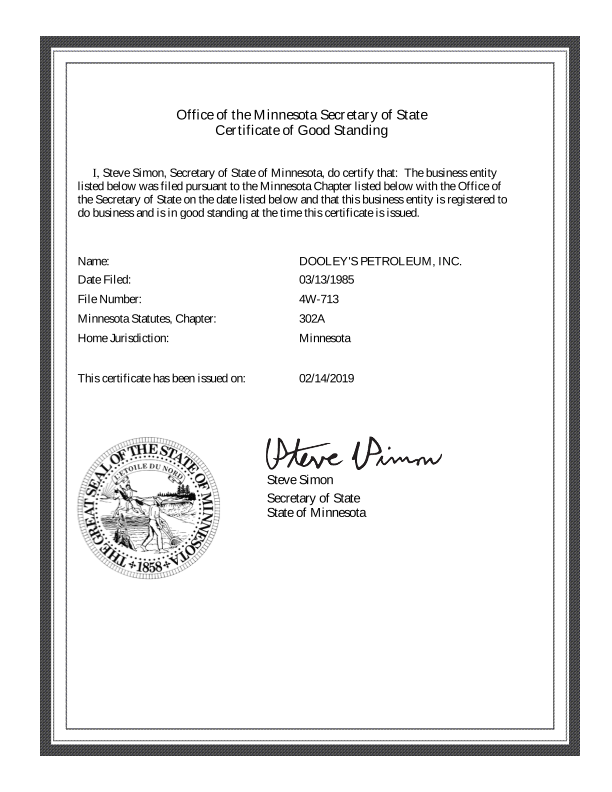 Office of the Minnesota Secretary of State
Certificate of Good Standing
I, Steve Simon, Secretary of State of Minnesota, do certify that: The business entity
listed below was filed pursuant to the Minnesota Chapter listed below with the Office of
the Secretary of State on the date listed below and that this business entity is registered to
do business and is in good standing at the time this certificate is issued.
Name: DOOLEY'S PETROLEUM, INC.
Date Filed: 03/13/1985
File Number: 4W-713
Minnesota Statutes, Chapter: 302A
Home Jurisdiction: Minnesota
This certificate has been issued on: 02/14/2019
THE GREAT SEAL OF THE STATE OF MINNESOTA
L'ETOILE DU NORD
1858
Steve Simon
Steve Simon
Secretary of State
State of Minnesota